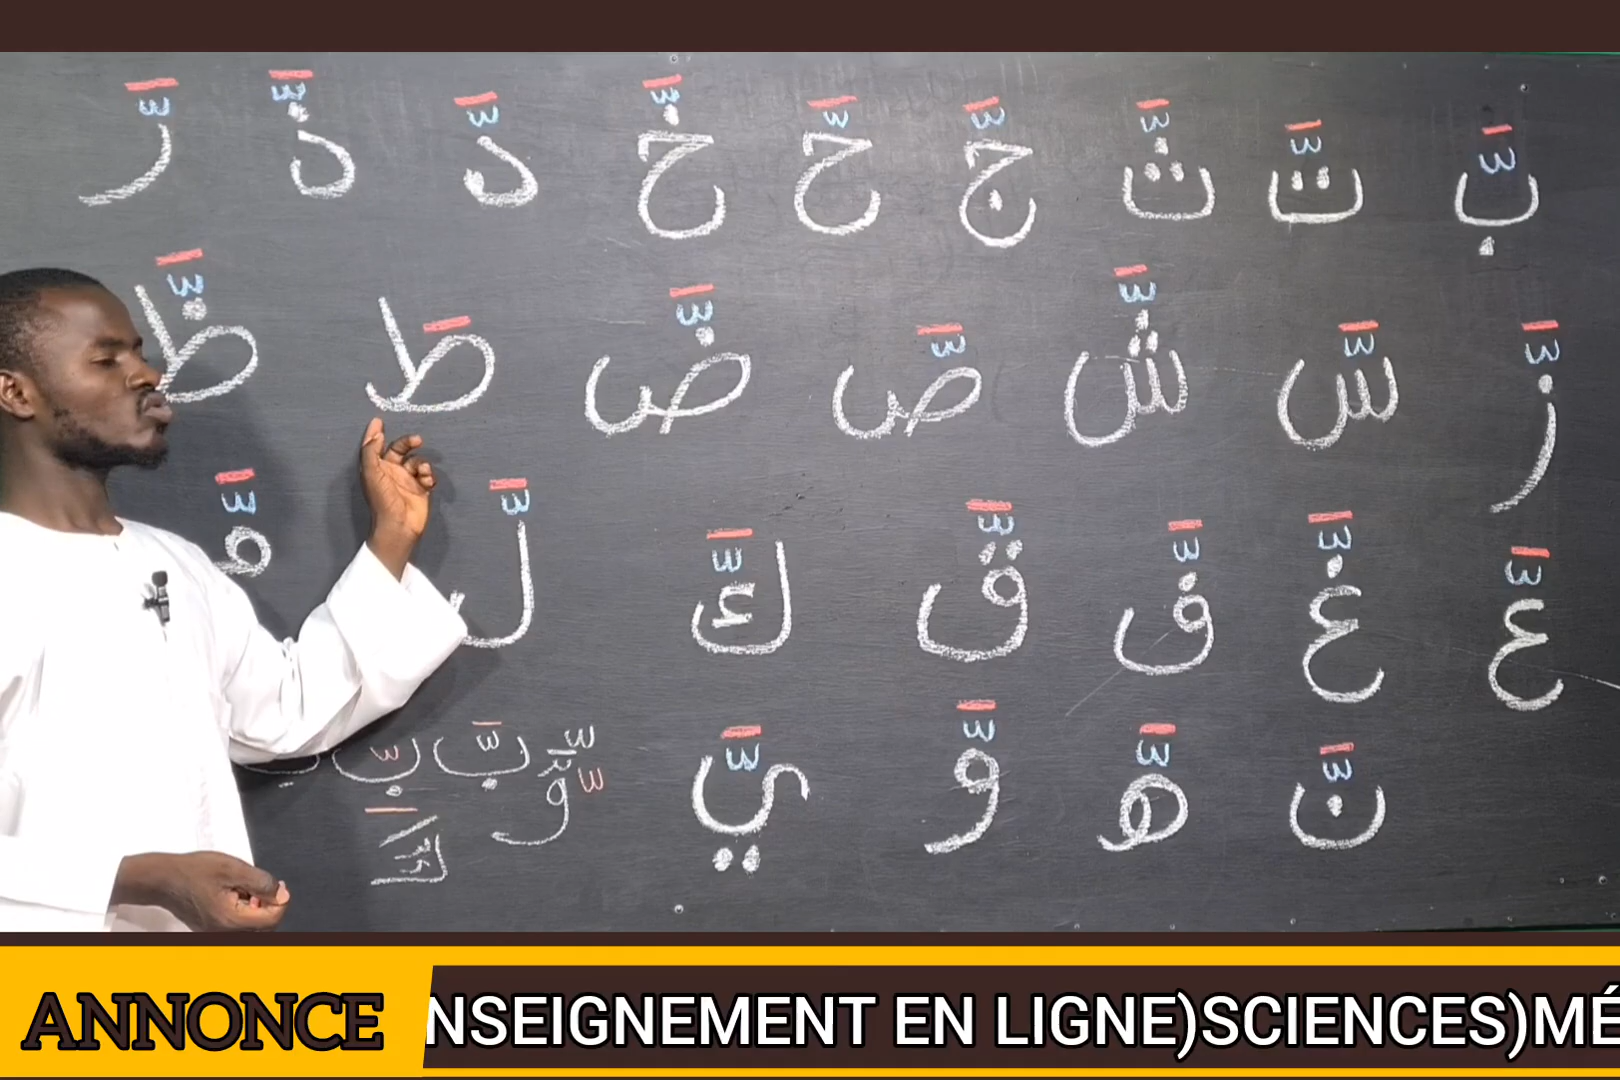 بَّ تَّ ثَّ جَّ حَّ خَّ دَّ ذَّ رَّ
زَّ سَّ شَّ صَّ ضَّ طَ ظَّ
عَّ غَّ فَّ قَّ كَّ لَّ مَّ
نَّ هَّ وَّ يَّ
ANNONCE
NSEIGNEMENT EN LIGNE)SCIENCES)MÉ